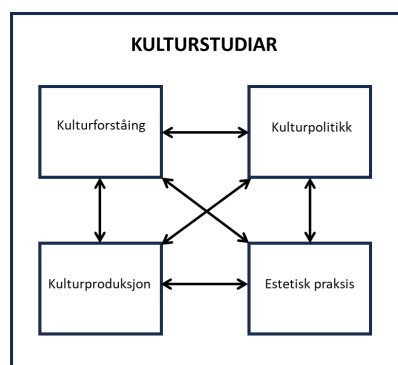 KULTURSTUDIAR
Kulturforståing
Kulturpolitikk
Kulturproduksjon
Estetisk praksis